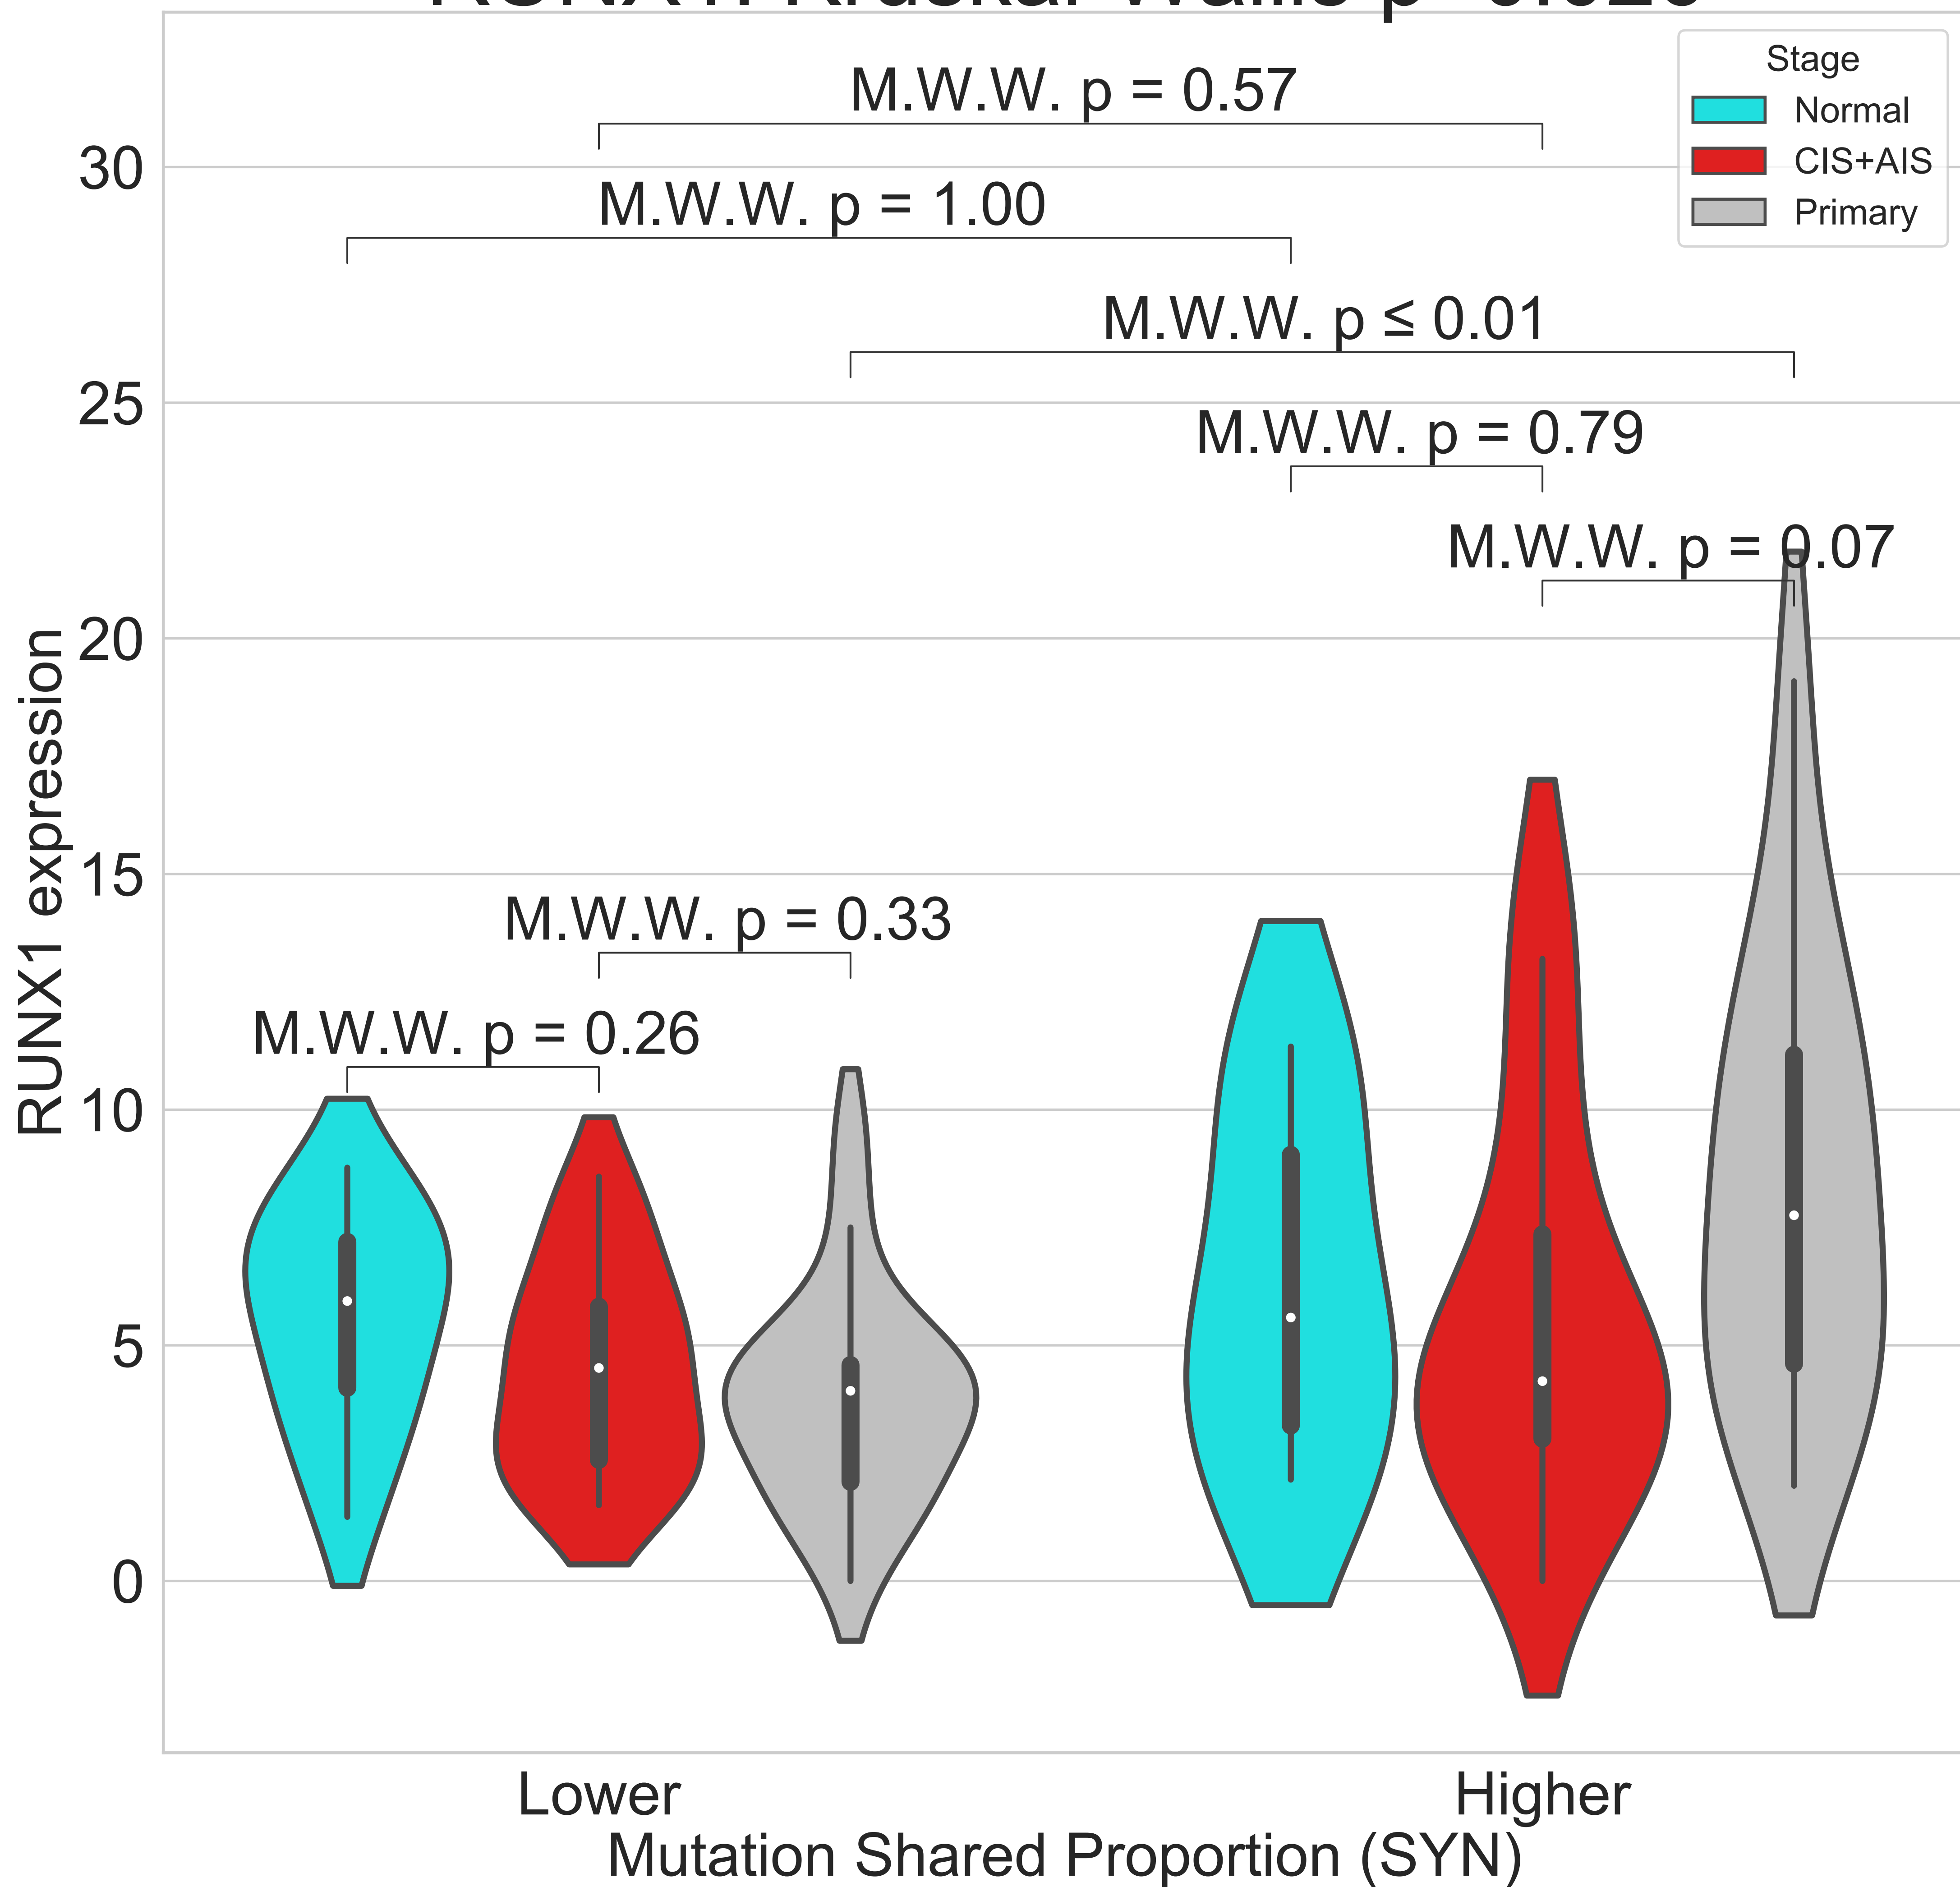 Stage
Normal
CIS+AIS
Primary
M.W.W. p = 0.57
M.W.W. p = 1.00
M.W.W. p ≤ 0.01
M.W.W. p = 0.79
M.W.W. p = 0.07
M.W.W. p = 0.33
M.W.W. p = 0.26
30
25
20
15
10
5
0
RUNX1 expression
Lower
Higher
Mutation Shared Proportion (SYN)